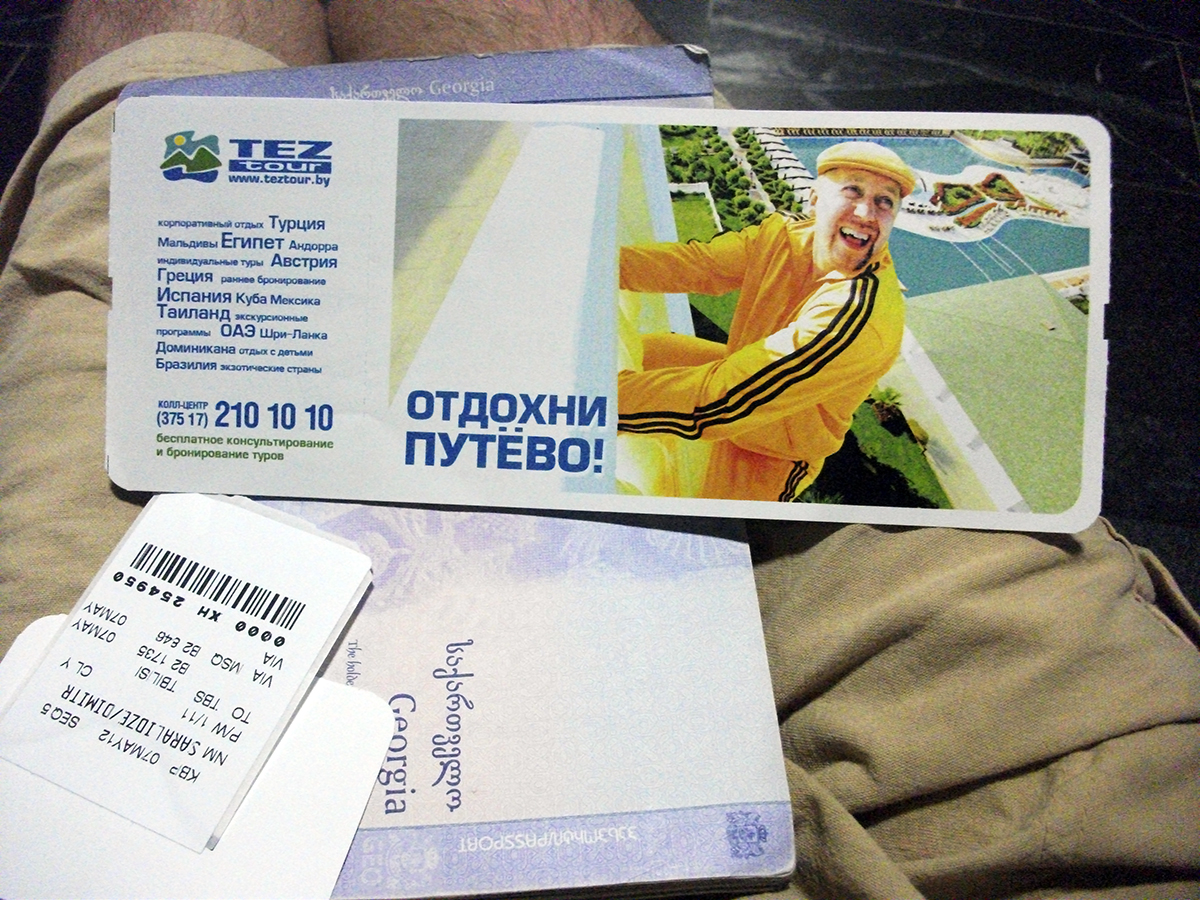 საქართველო Georgia
TEZ
tour
www.teztour.by
корпоративный отдых Турция
Мальдивы Египет Андорра
индивидуальные туры Австрия
Греция раннее бронирование
Испания Куба Мексика
Таиланд экскурсионные
программы ОАЭ Шри-Ланка
Доминикана отдых с детьми
Бразилия экзотические страны
КОЛЛ-ЦЕНТР
(375 17) 210 10 10
бесплатное консультирование
и бронирование туров
ОТДОХНИ
ПУТЁВО!
KBP 07MAY12 SEQ5
NM SARALIDZE/DIMITR
P/W 1/11 CL Y
TO TBS TBILISI
VIA MSQ B2 1735 07MAY
VIA B2 846 07MAY
0000 XH 254950
The holde
Georgia
საქართველო
პასპორტი/PASSPORT
GEO